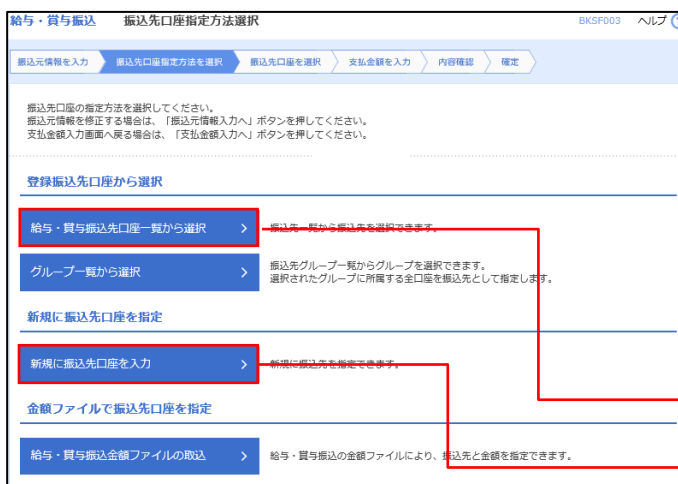 給与・賞与振込 振込先口座指定方法選択 BKSF003 ヘルプ ?
振込元情報を入力 振込先口座指定方法を選択 振込先口座を選択 支払金額を入力 内容確認 確定
振込先口座の指定方法を選択してください。
振込元情報を修正する場合は、「振込元情報入力へ」ボタンを押してください。
支払金額入力画面へ戻る場合は、「支払金額入力へ」ボタンを押してください。
登録振込先口座から選択
給与・賞与振込先口座一覧から選択 > 振込先一覧から振込先を選択できます。
グループ一覧から選択 > 振込先グループ一覧からグループを選択できます。
選択されたグループに所属する全口座を振込先として指定します。
新規に振込先口座を指定
新規に振込先口座を入力 > 新規に振込先を指定できます。
金額ファイルで振込先口座を指定
給与・賞与振込金額ファイルの取込 > 給与・賞与振込の金額ファイルにより、振込先と金額を指定できます。